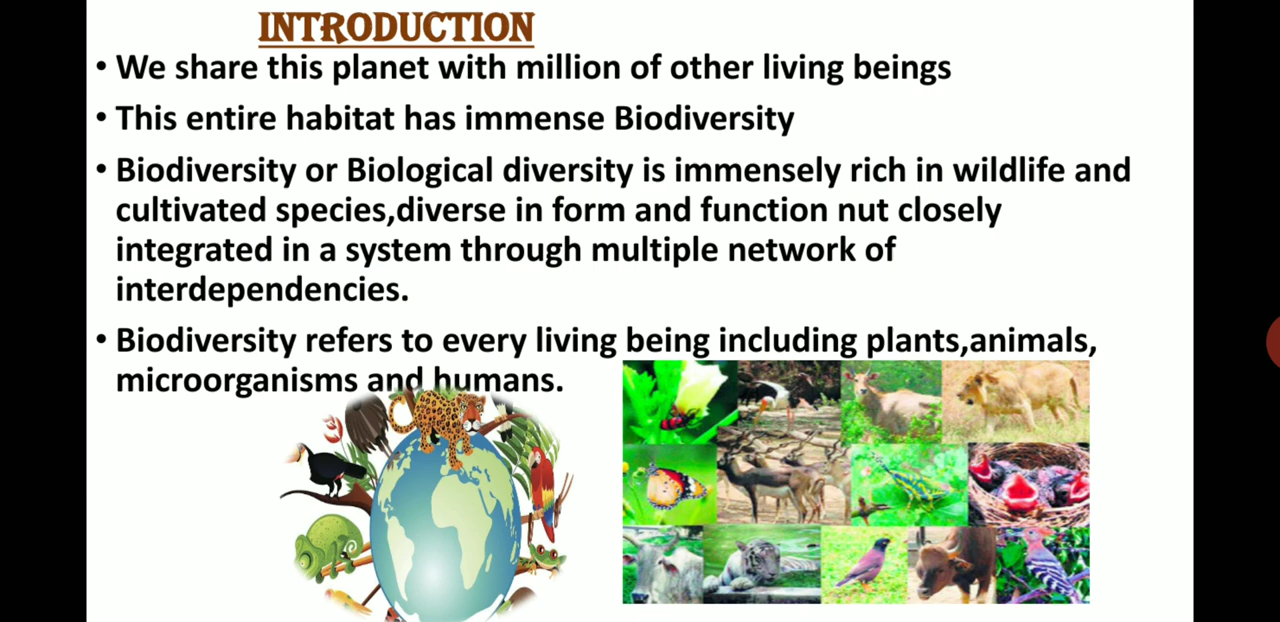 INTRODUCTION
• We share this planet with million of other living beings
• This entire habitat has immense Biodiversity
• Biodiversity or Biological diversity is immensely rich in wildlife and
cultivated species,diverse in form and function nut closely
integrated in a system through multiple network of
interdependencies.
• Biodiversity refers to every living being including plants,animals,
microorganisms and humans.